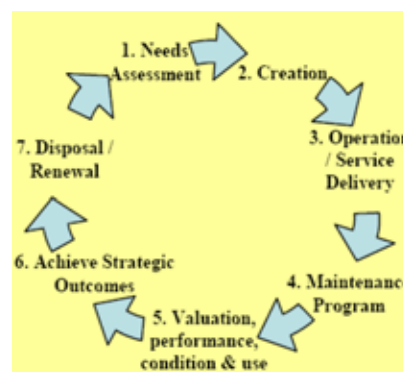 1. Needs
Assessment
2. Creation
3. Operation
/ Service
Delivery
4. Maintenance
Program
5. Valuation,
performance,
condition & use
6. Achieve Strategic
Outcomes
7. Disposal /
Renewal